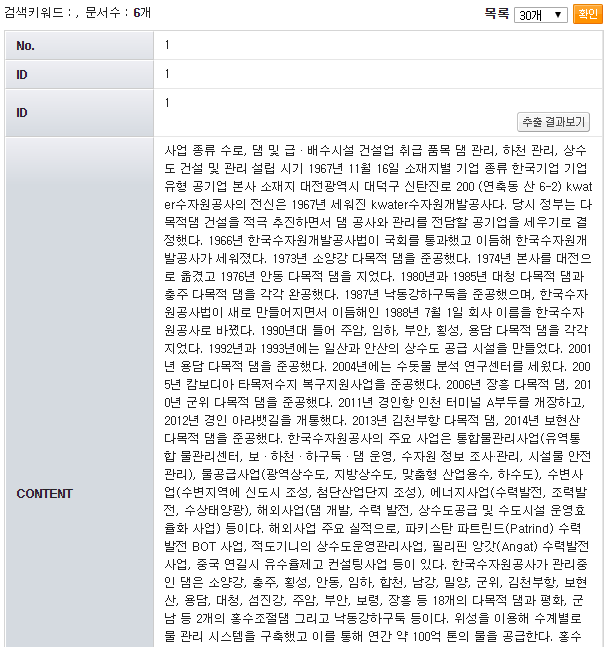 검색키워드 : , 문서수 : 6개
목록 30개 확인
No. 1
ID 1
ID 1
추출 결과보기
CONTENT
사업 종류 수로, 댐 및 급 · 배수시설 건설업 취급 품목 댐 관리, 하천 관리, 상수
도 건설 및 관리 설립 시기 1967년 11월 16일 소재지별 기업 종류 한국기업 기업
유형 공기업 본사 소재지 대전광역시 대덕구 신탄진로 200 (연축동 산 6-2) kwat
er수자원공사의 전신은 1967년 세워진 kwater수자원개발공사다. 당시 정부는 다
목적댐 건설을 적극 추진하면서 댐 공사와 관리를 전담할 공기업을 세우기로 결
정했다. 1966년 한국수자원개발공사법이 국회를 통과했고 이듬해 한국수자원개
발공사가 세워졌다. 1973년 소양강 다목적 댐을 준공했다. 1974년 본사를 대전으
로 옮겼고 1976년 안동 다목적 댐을 지었다. 1980년과 1985년 대청 다목적 댐과
충주 다목적 댐을 각각 완공했다. 1987년 낙동강하구둑을 준공했으며, 한국수자
원공사법이 새로 만들어지면서 이듬해인 1988년 7월 1일 회사 이름을 한국수자
원공사로 바꿨다. 1990년대 들어 주암, 임하, 부안, 횡성, 용담 다목적 댐을 각각
지었다. 1992년과 1993년에는 일산과 안산의 상수도 공급 시설을 만들었다. 2001
년 용담 다목적 댐을 준공했다. 2004년에는 수돗물 분석 연구센터를 세웠다. 200
5년 캄보디아 타목저수지 복구지원사업을 준공했다. 2006년 장흥 다목적 댐, 201
0년 군위 다목적 댐을 준공했다. 2011년 경인항 인천 터미널 A부두를 개장하고,
2012년 경인 아라뱃길을 개통했다. 2013년 김천부항 다목적 댐, 2014년 보현산
다목적 댐을 준공했다. 한국수자원공사의 주요 사업은 통합물관리사업(유역통
합 물관리센터, 보 · 하천 · 하구둑 · 댐 운영, 수자원 정보 조사·관리, 시설물 안전
관리), 물공급사업(광역상수도, 지방상수도, 맞춤형 산업용수, 하수도), 수변사
업(수변지역에 신도시 조성, 첨단산업단지 조성), 에너지사업(수력발전, 조력발
전, 수상태양광), 해외사업(댐 개발, 수력 발전, 상수도공급 및 수도시설 운영효
율화 사업) 등이다. 해외사업 주요 실적으로, 파키스탄 파트린드(Patrind) 수력
발전 BOT 사업, 적도기니의 상수도운영관리사업, 필리핀 앙갓(Angat) 수력발전
사업, 중국 연길시 유수율제고 컨설팅사업 등이 있다. 한국수자원공사가 관리중
인 댐은 소양강, 충주, 횡성, 안동, 임하, 합천, 남강, 밀양, 군위, 김천부항, 보현
산, 용담, 대청, 섬진강, 주암, 부안, 보령, 장흥 등 18개의 다목적 댐과 평화, 군
남 등 2개의 홍수조절댐 그리고 낙동강하구둑 등이다. 위성을 이용해 수계별로
물 관리 시스템을 구축했고 이를 통해 연간 약 100억 톤의 물을 공급한다. 홍수